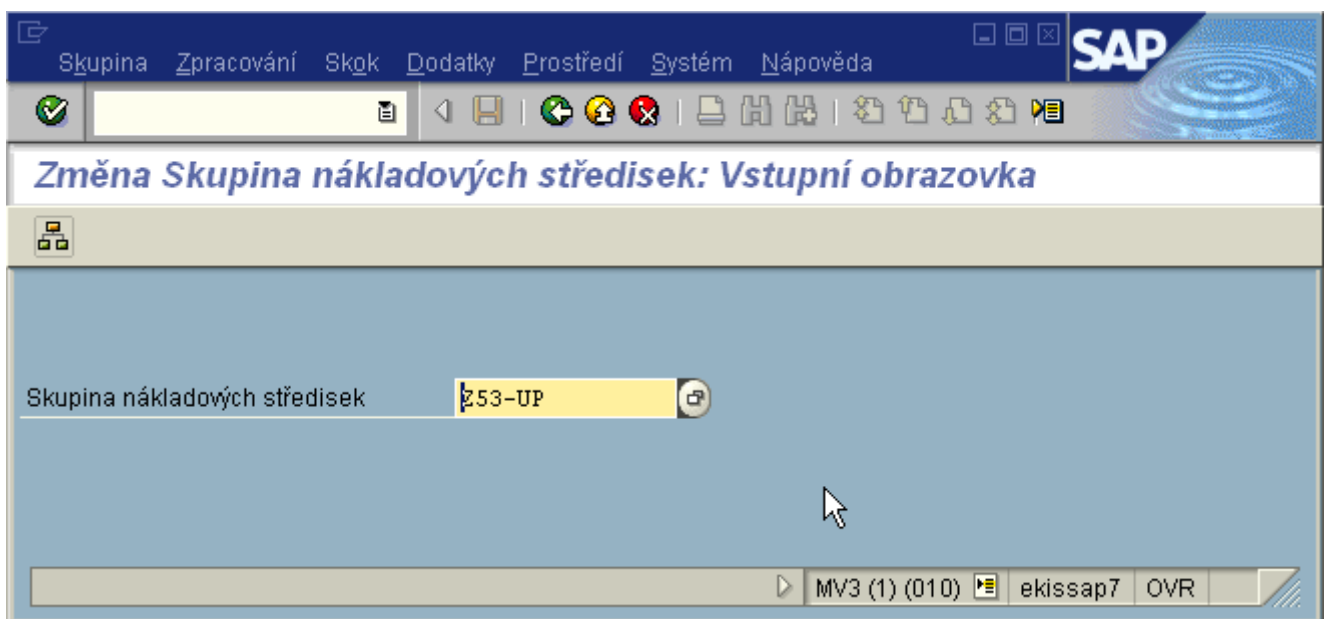 Skupina Zpracování Skok Dodatky Prostředí Systém Nápověda
SAP
Změna Skupina nákladových středisek: Vstupní obrazovka
Skupina nákladových středisek Z53-UP
MV3 (1) (010) ekissap7 OVR